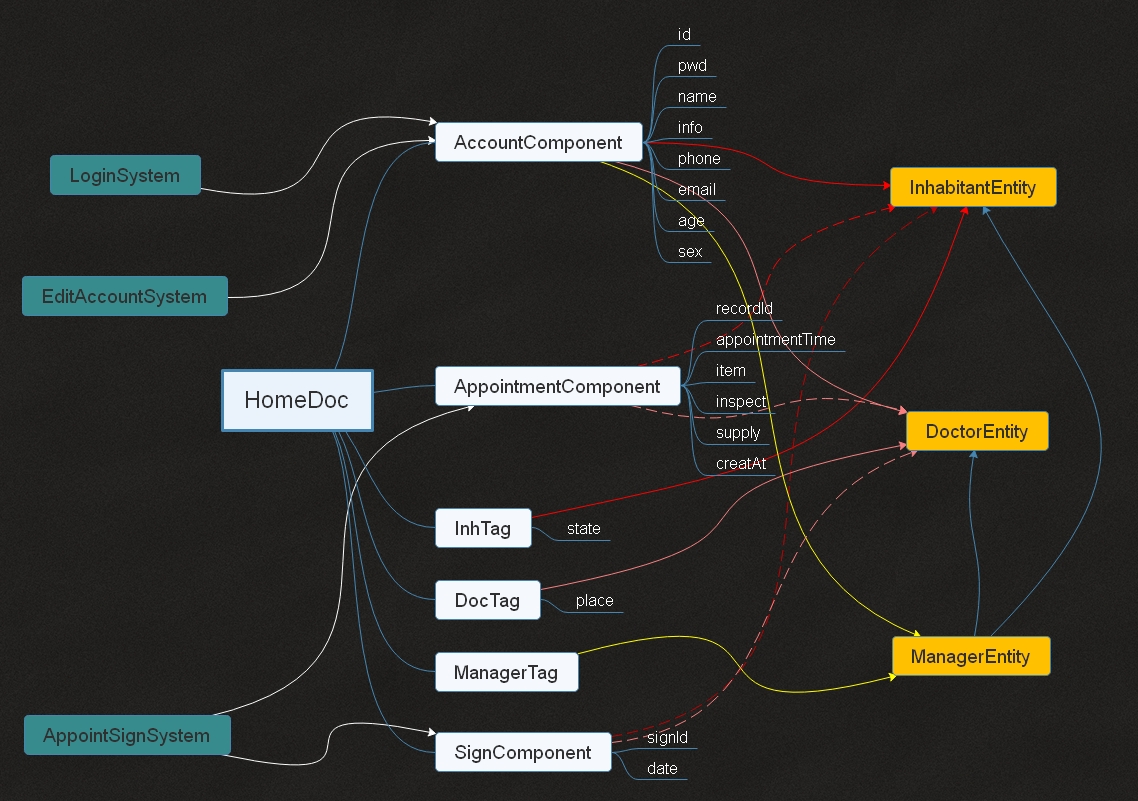 id
pwd
name
info
phone
email
age
sex
AccountComponent
LoginSystem
InhabitantEntity
EditAccountSystem
recordId
appointmentTime
item
inspect
supply
creatAt
AppointmentComponent
HomeDoc
DoctorEntity
InhTag
state
DocTag
place
ManagerTag
ManagerEntity
AppointSignSystem
SignComponent
signId
date